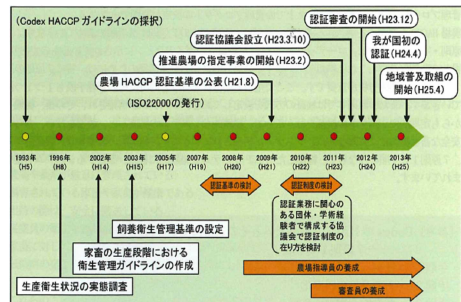 (Codex HACCP ガイドラインの採択)
認証審査の開始(H23.12)
認証協議会設立(H23.3.10)
我が国初の
認証(H24.4)
推進農場の指定事業の開始(H23.2)
農場 HACCP 認証基準の公表(H21.8)
地域普及取組の
開始(H25.4)
(ISO22000の発行)
1993年
(H5)
1996年
(H8)
2002年
(H14)
2003年
(H15)
2005年
(H17)
2007年
(H19)
2008年
(H20)
2009年
(H21)
2010年
(H22)
2011年
(H23)
2012年
(H24)
2013年
(H25)
認証基準の検討
認証制度の検討
飼養衛生管理基準の設定
家畜の生産段階における
衛生管理ガイドラインの作成
生産衛生状況の実態調査
認証業務に関心の
ある団体・学術経
験者で構成する協
議会で認証制度の
在り方を検討
農場指導員の養成
審査員の養成